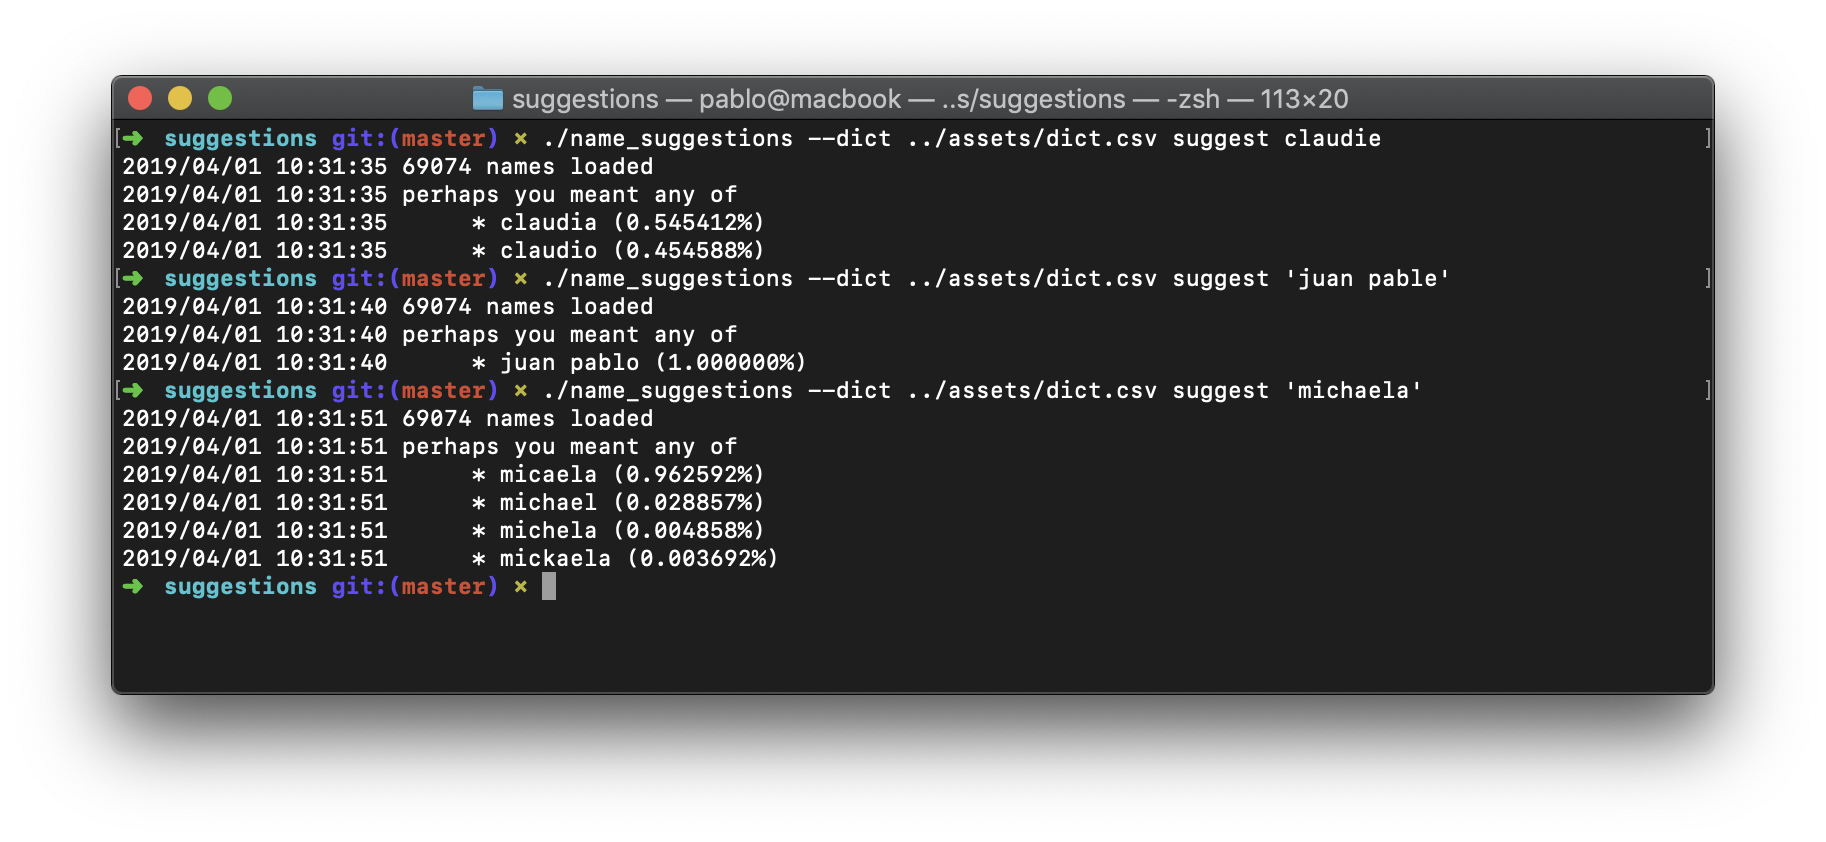 suggestions — pablo@macbook — ..s/suggestions — -zsh — 113×20
[➜  suggestions git:(master) × ./name_suggestions --dict ../assets/dict.csv suggest claudie ]
2019/04/01 10:31:35 69074 names loaded
2019/04/01 10:31:35 perhaps you meant any of
2019/04/01 10:31:35      * claudia (0.545412%)
2019/04/01 10:31:35      * claudio (0.454588%)
[➜  suggestions git:(master) × ./name_suggestions --dict ../assets/dict.csv suggest 'juan pable' ]
2019/04/01 10:31:40 69074 names loaded
2019/04/01 10:31:40 perhaps you meant any of
2019/04/01 10:31:40      * juan pablo (1.000000%)
[➜  suggestions git:(master) × ./name_suggestions --dict ../assets/dict.csv suggest 'michaela' ]
2019/04/01 10:31:51 69074 names loaded
2019/04/01 10:31:51 perhaps you meant any of
2019/04/01 10:31:51      * micaela (0.962592%)
2019/04/01 10:31:51      * michael (0.028857%)
2019/04/01 10:31:51      * michela (0.004858%)
2019/04/01 10:31:51      * mickaela (0.003692%)
➜  suggestions git:(master) ×